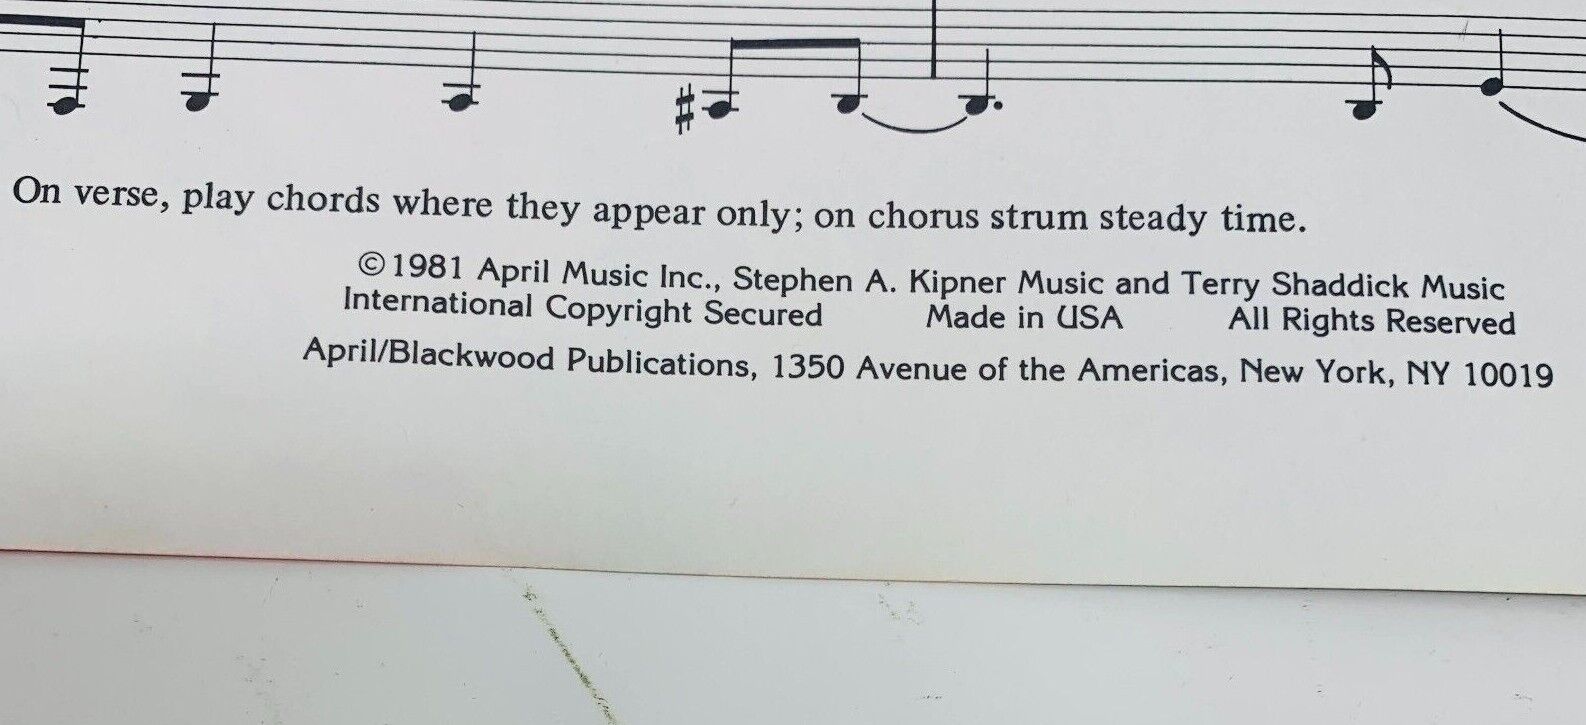 On verse, play chords where they appear only; on chorus strum steady time.
©1981 April Music Inc., Stephen A. Kipner Music and Terry Shaddick Music
International Copyright Secured Made in USA All Rights Reserved
April/Blackwood Publications, 1350 Avenue of the Americas, New York, NY 10019